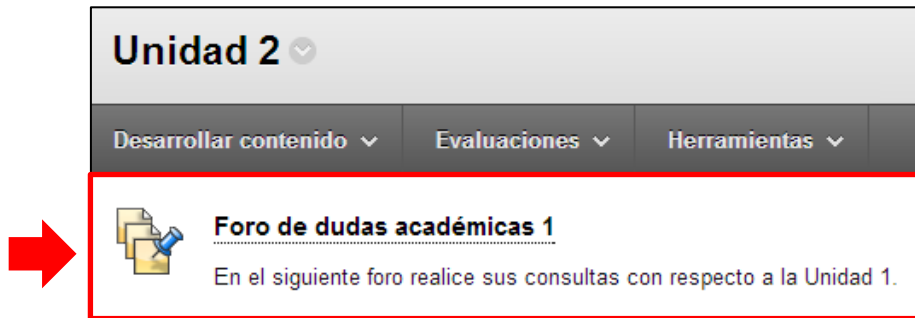 Unidad 2
Desarrollar contenido Evaluaciones Herramientas
Foro de dudas académicas 1
En el siguiente foro realice sus consultas con respecto a la Unidad 1.